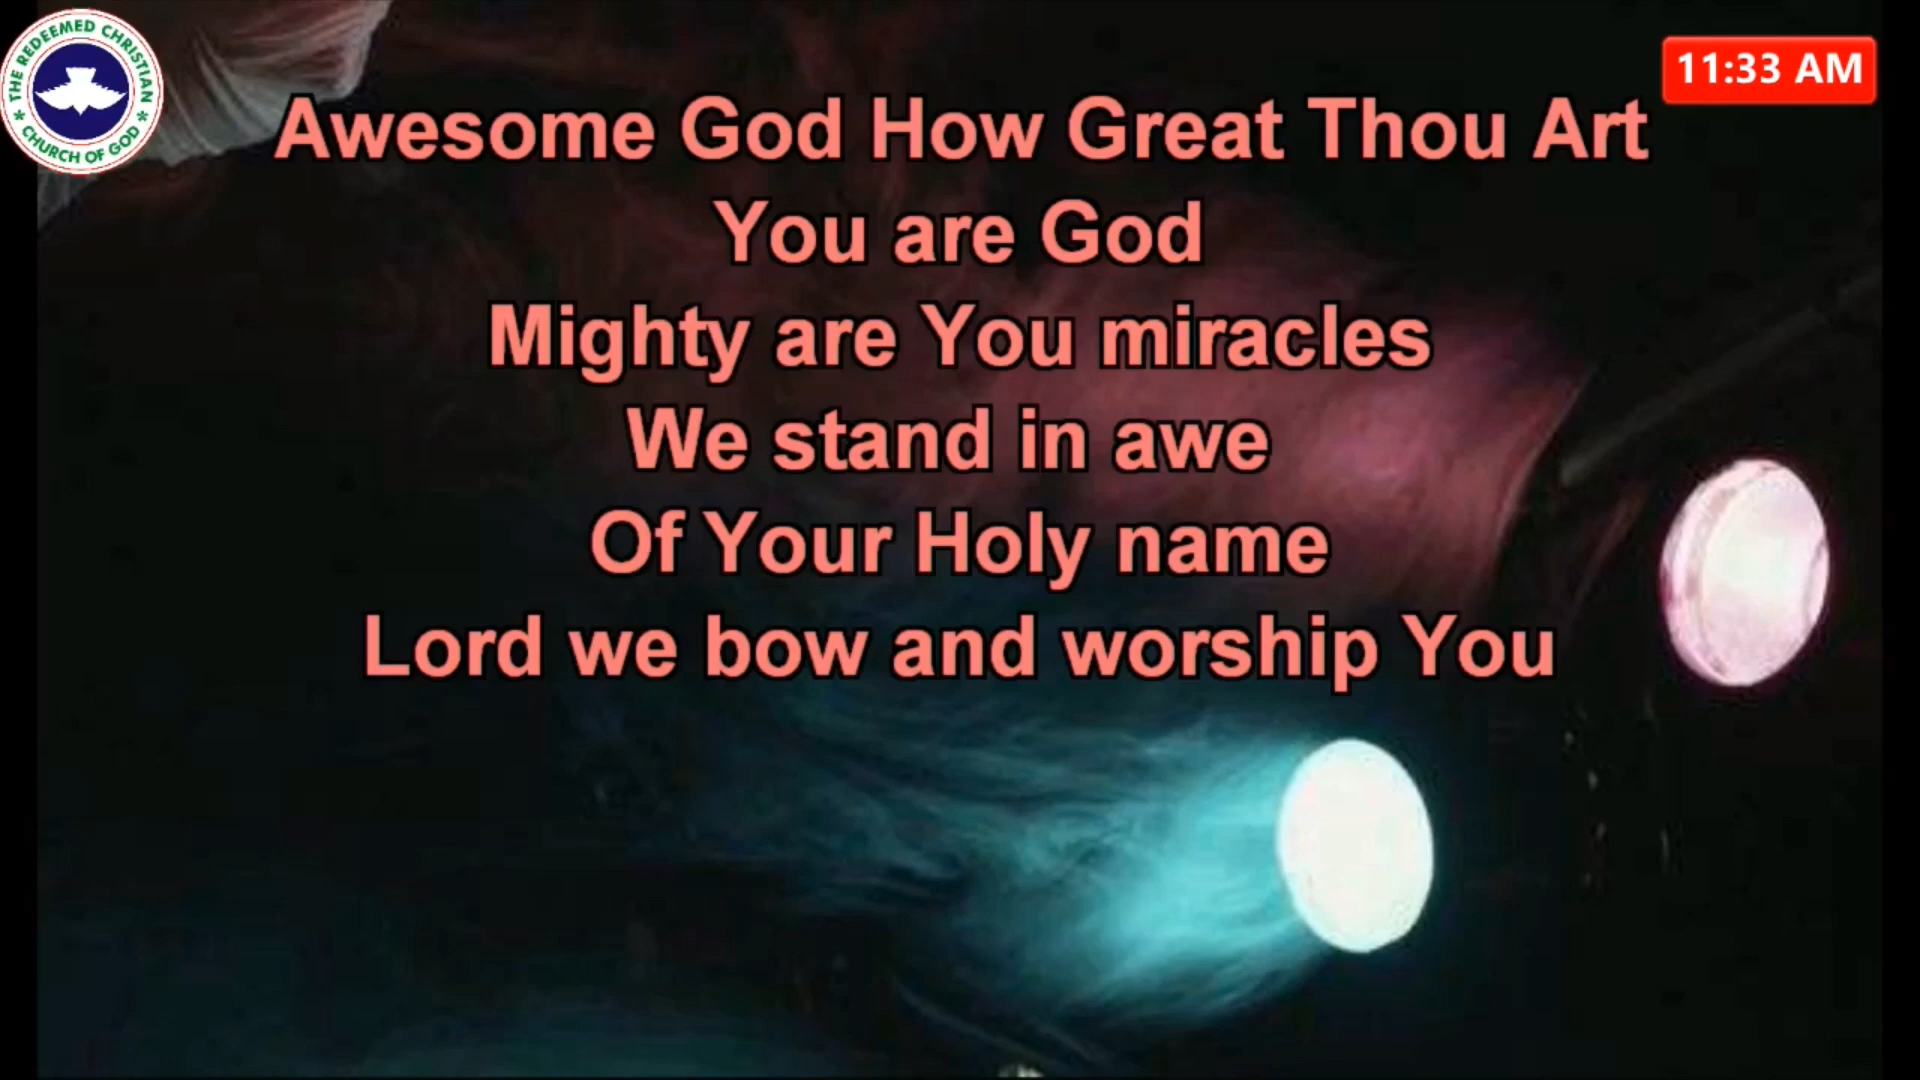 THE REDEEMED CHRISTIAN
CHURCH OF GOD
11:33 AM
Awesome God How Great Thou Art
You are God
Mighty are You miracles
We stand in awe
Of Your Holy name
Lord we bow and worship You